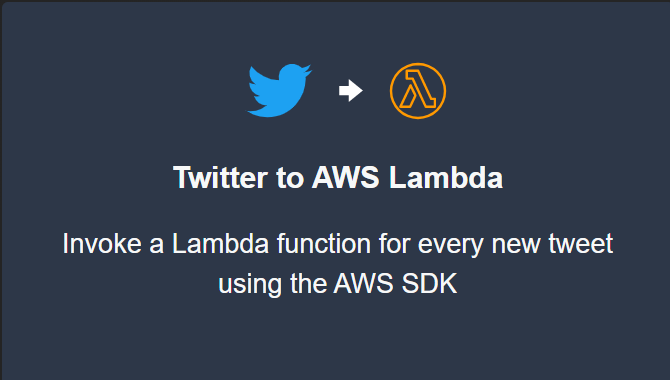 Twitter to AWS Lambda
Invoke a Lambda function for every new tweet
using the AWS SDK